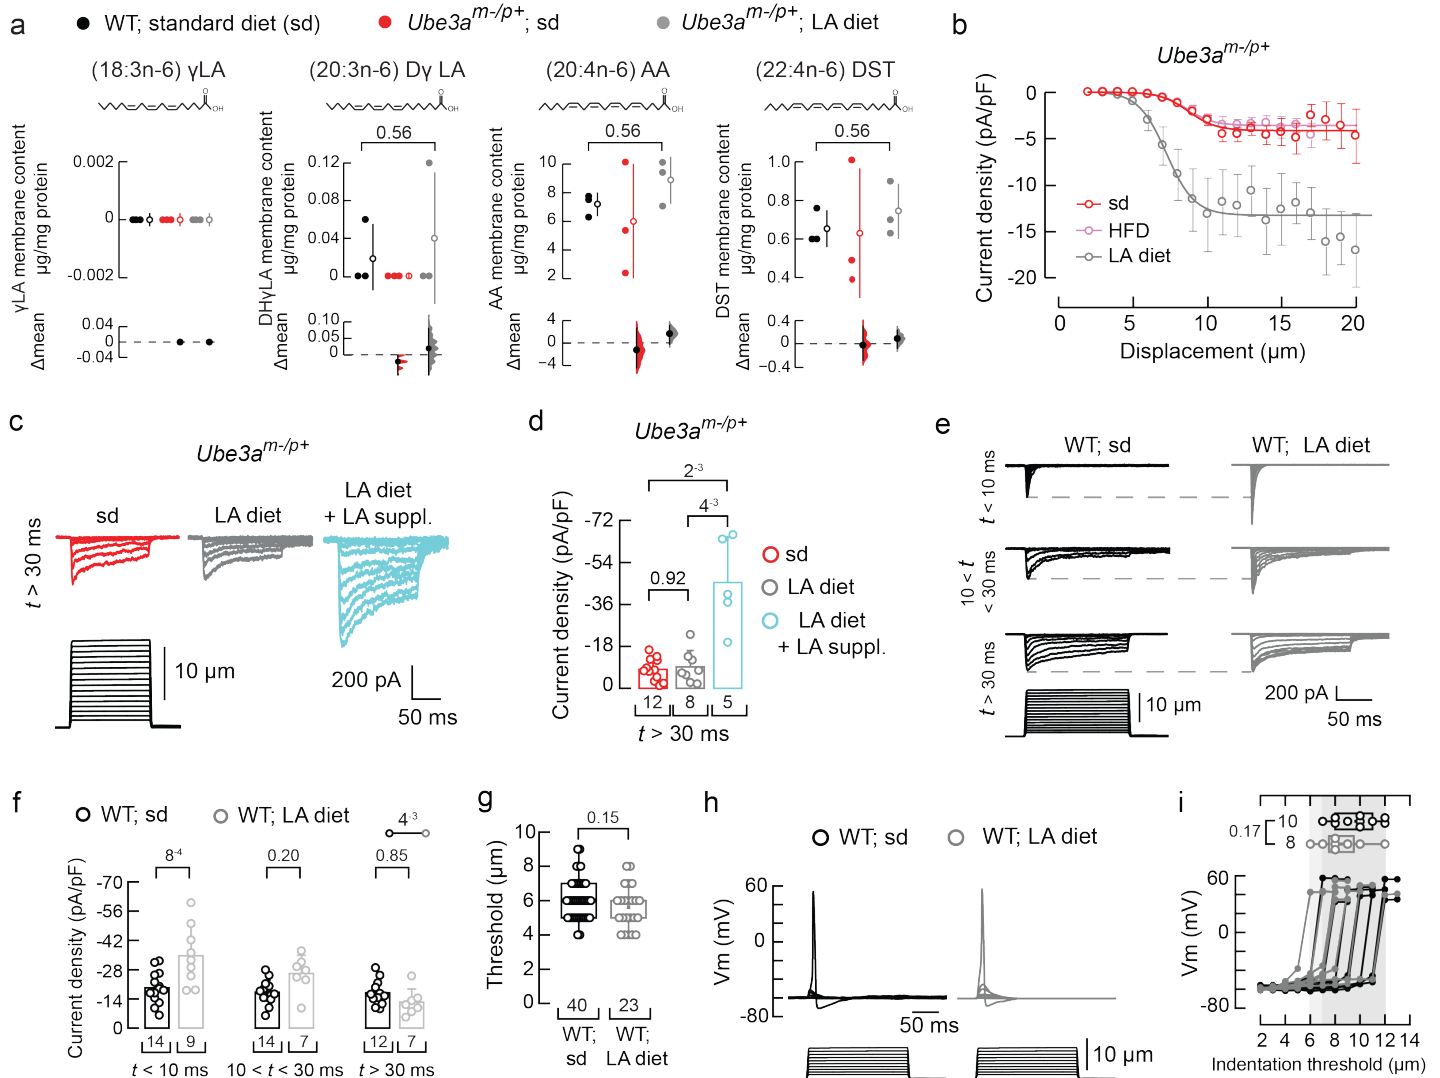 a
WT; standard diet (sd)
Ube3a^m-/p+; sd
Ube3a^m-/p+; LA diet
(18:3n-6) γLA
(20:3n-6) Dγ LA
(20:4n-6) AA
(22:4n-6) DST
O
OH
O
OH
O
OH
O
OH
0.56
0.56
0.56
γLA membrane content
µg/mg protein
0.002
0
-0.002
Δmean
0.04
0
-0.04
DHγLA membrane content
µg/mg protein
0.12
0.08
0.04
0
Δmean
0.10
0.05
0
AA membrane content
µg/mg protein
10
8
6
4
2
Δmean
4
0
−4
DST membrane content
µg/mg protein
1.0
0.8
0.6
0.4
Δmean
0.4
0
−0.4
b
Ube3a^m-/p+
Current density (pA/pF)
0
−5
−10
−15
−20
sd
HFD
LA diet
0 5 10 15 20
Displacement (µm)
c
Ube3a^m-/p+
t > 30 ms
sd
LA diet
LA diet
+ LA suppl.
10 µm
200 pA
50 ms
d
Ube3a^m-/p+
Current density (pA/pF)
-72
-54
-36
-18
0
2^-3
4^-3
0.92
12 8 5
t > 30 ms
sd
LA diet
LA diet
+ LA suppl.
e
WT; sd
WT; LA diet
t < 10 ms
10 < t
< 30 ms
t > 30 ms
10 µm
200 pA
50 ms
f
WT; sd
WT; LA diet
4^-3
8^-4
0.20
0.85
Current density (pA/pF)
-70
-56
-42
-28
-14
0
14 9 14 7 12 7
t < 10 ms
10 < t < 30 ms
t > 30 ms
g
Threshold (µm)
10
8
6
4
2
0
0.15
40 23
WT;
sd
WT;
LA diet
h
WT; sd
WT; LA diet
Vm (mV)
60
0
-80
50 ms
10 µm
i
0.17
10
8
Vm (mV)
60
0
-80
2 4 6 8 10 12 14
Indentation threshold (µm)